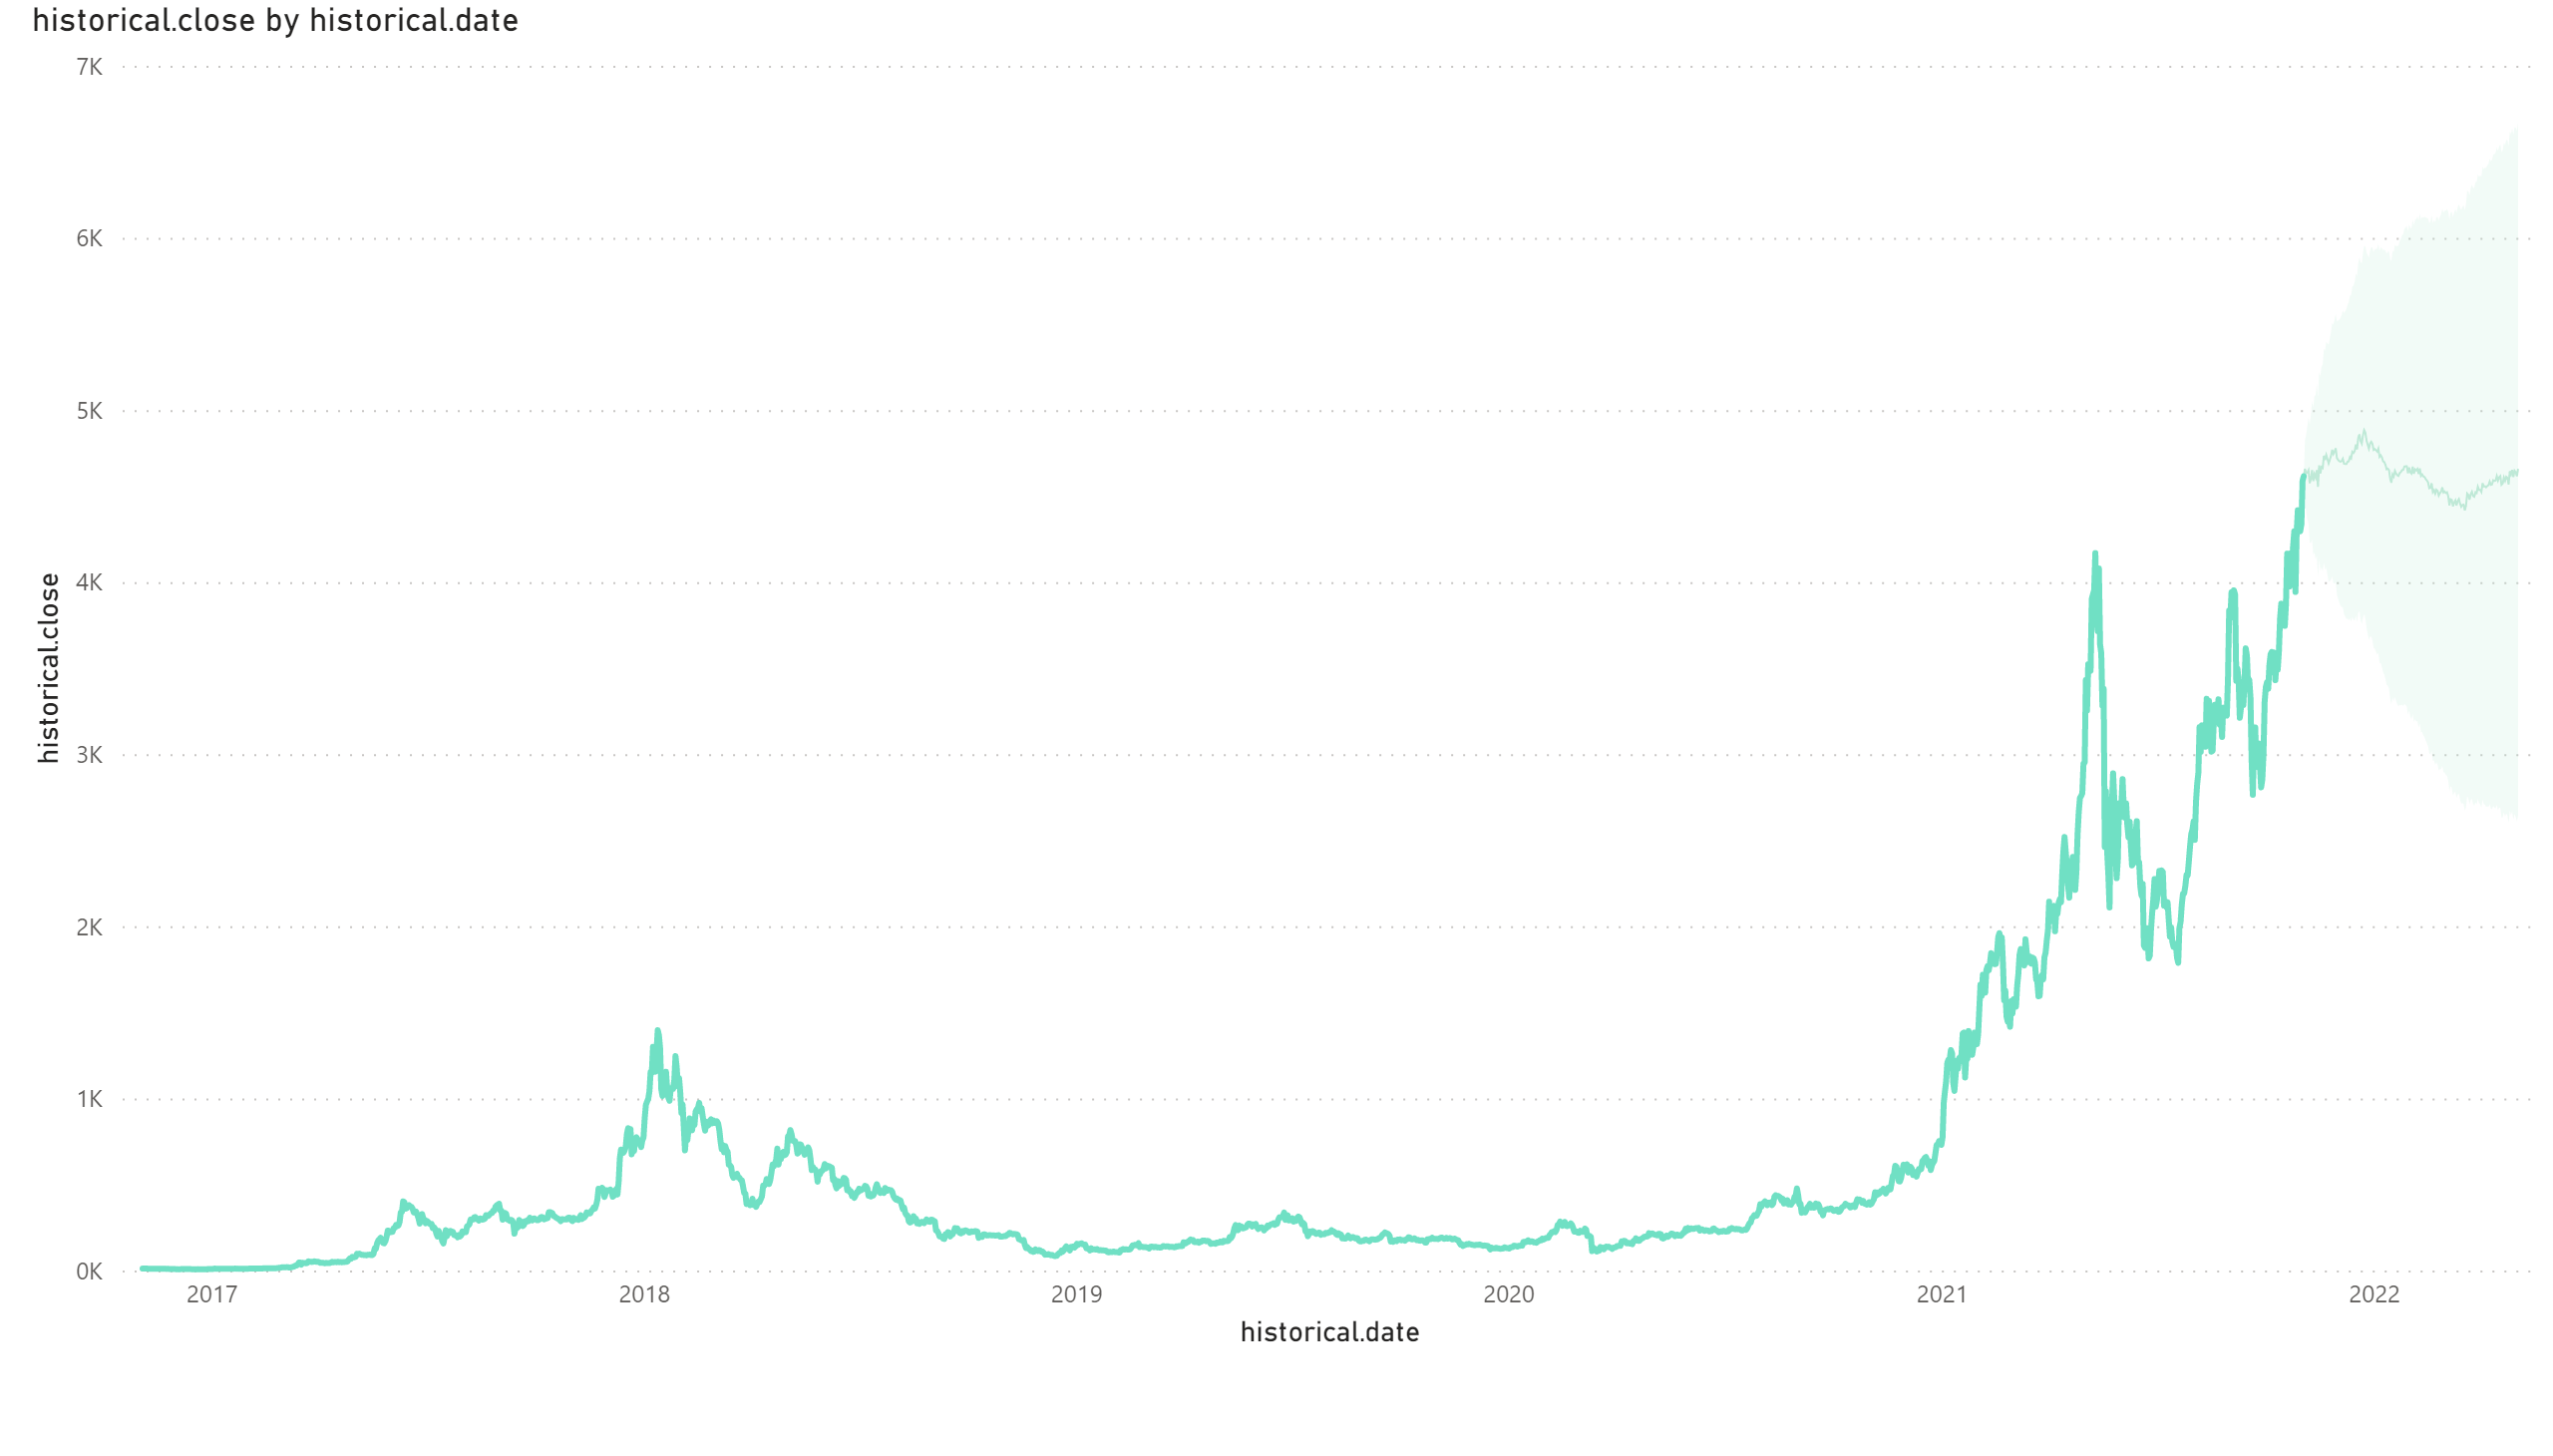 historical.close by historical.date
7K
6K
5K
4K
3K
2K
1K
0K
historical.close
2017 2018 2019 2020 2021 2022
historical.date